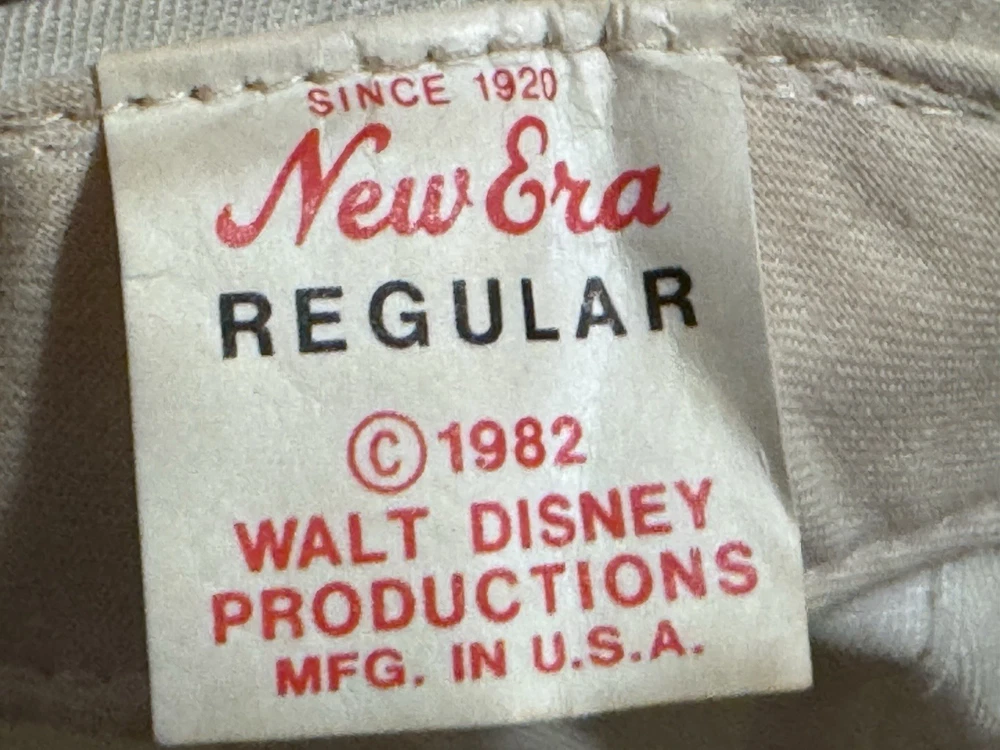 SINCE 1920
New Era
REGULAR
© 1982
WALT DISNEY
PRODUCTIONS
MFG. IN U.S.A.